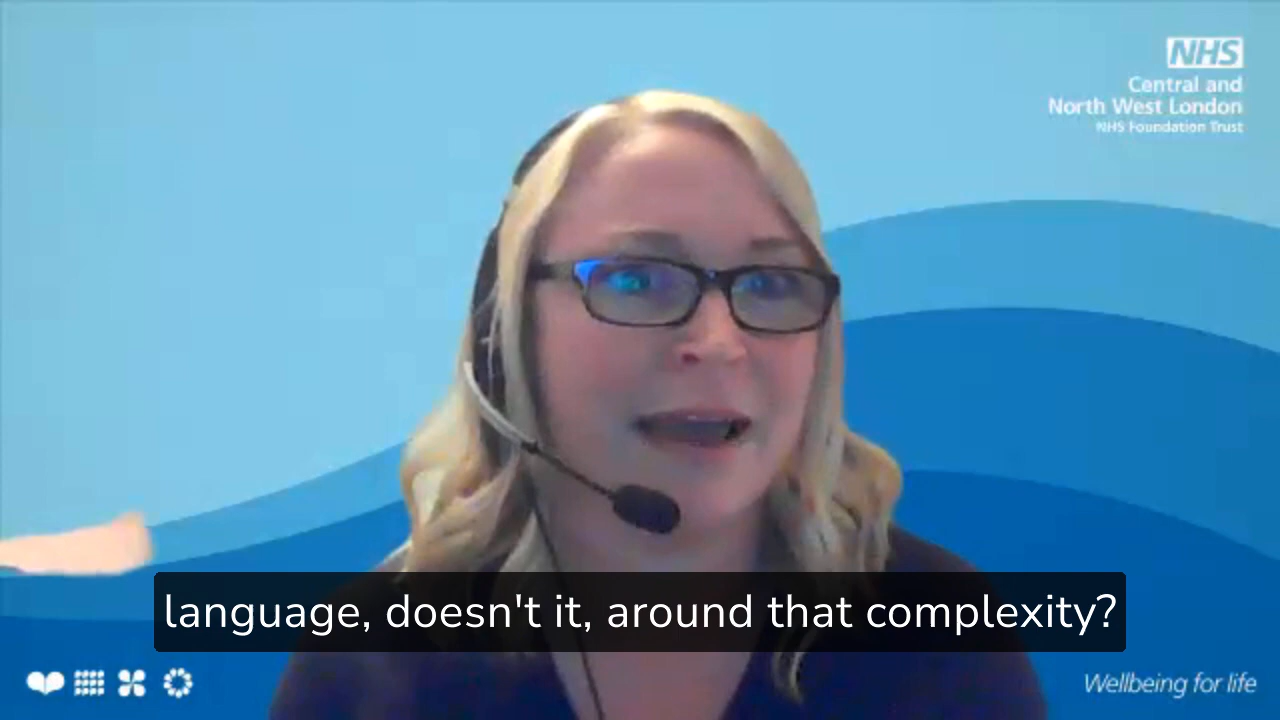 NHS
Central and
North West London
NHS Foundation Trust
language, doesn't it, around that complexity?
Wellbeing for life